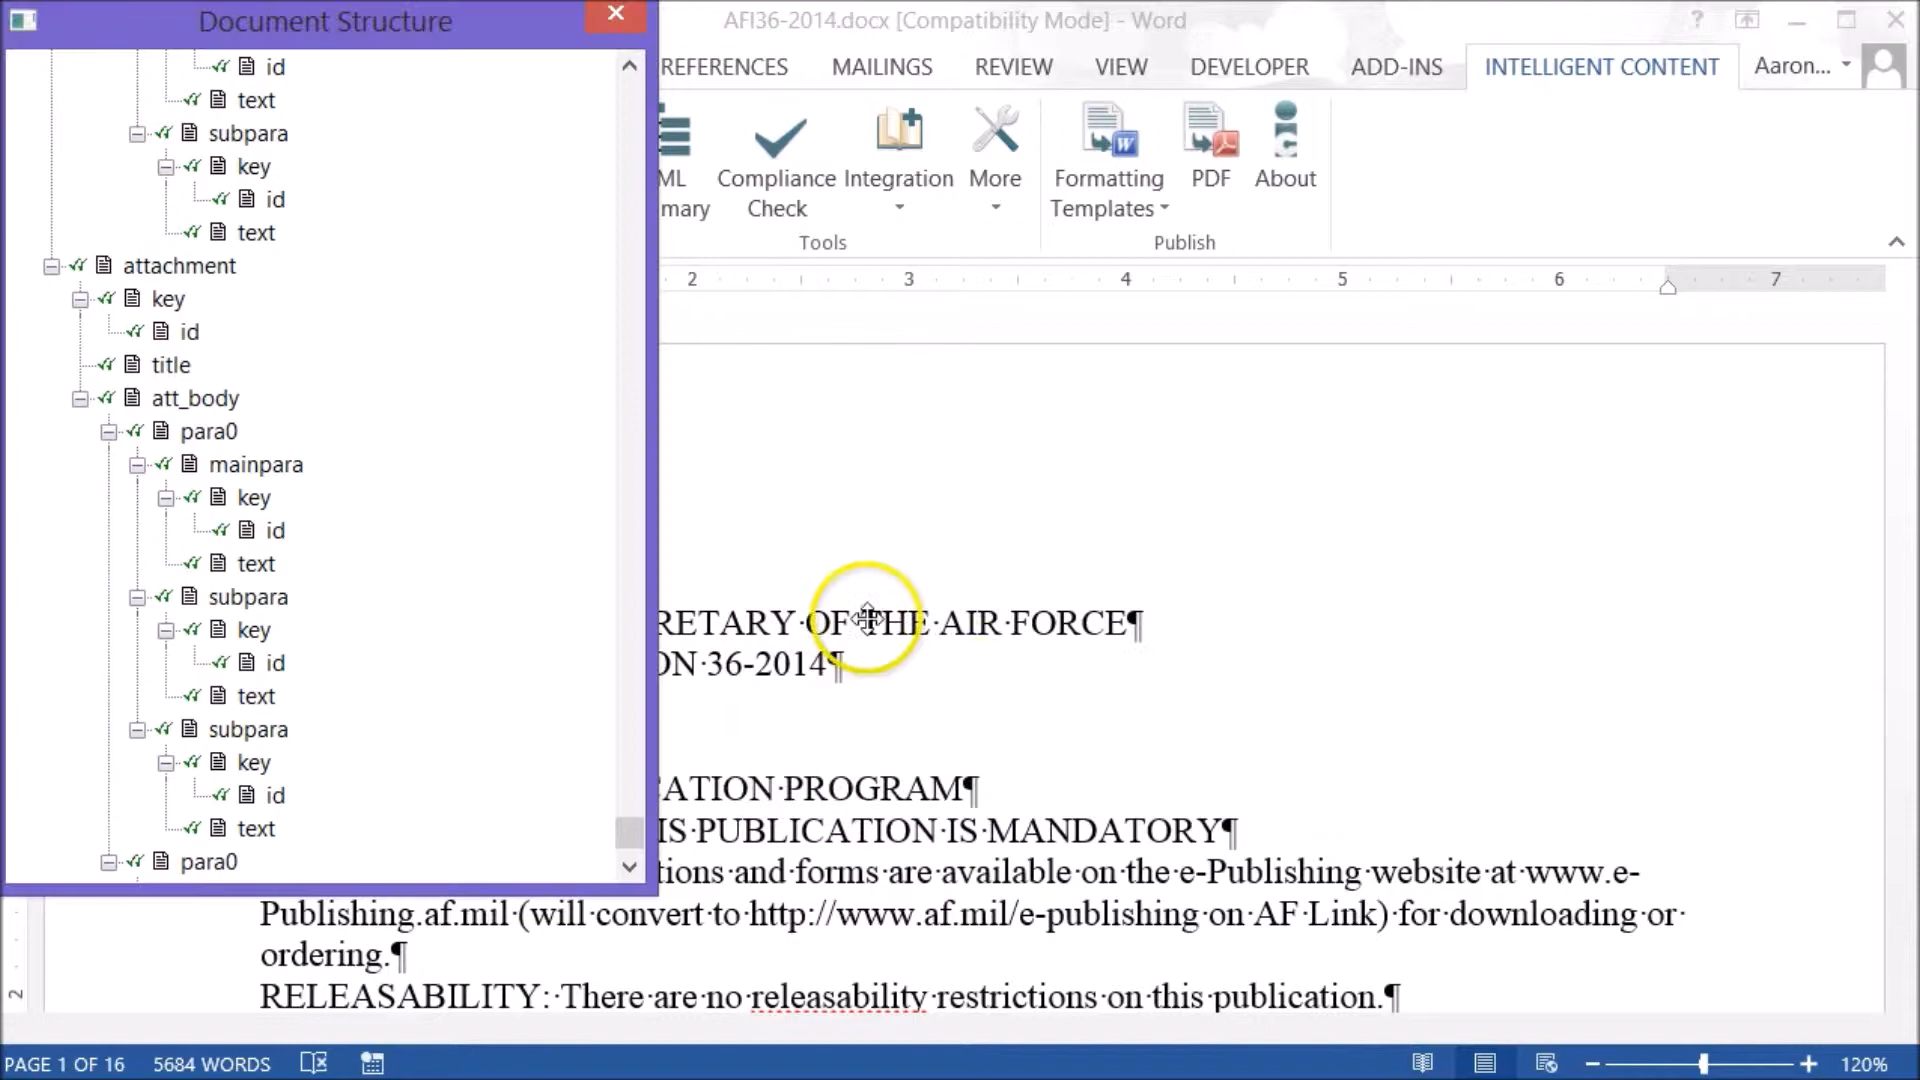 Document Structure
id
text
subpara
key
id
text
attachment
key
id
title
att_body
para0
mainpara
key
id
text
subpara
key
id
text
subpara
key
id
text
para0
AFI36-2014.docx [Compatibility Mode] - Word
?
REFERENCES MAILINGS REVIEW VIEW DEVELOPER ADD-INS INTELLIGENT CONTENT Aaron...
ML Compliance Integration More Formatting PDF About
mary Check Templates
Tools Publish
2 3 4 5 6 7
RETARY·OF·THE·AIR·FORCE¶
ON·36-2014¶
CATION·PROGRAM¶
IS·PUBLICATION·IS·MANDATORY¶
tions·and·forms·are·available·on·the·e-Publishing·website·at·www.e-
Publishing.af.mil·(will·convert·to·http://www.af.mil/e-publishing·on·AF·Link)·for·downloading·or·
ordering.¶
RELEASABILITY:·There·are·no·releasability·restrictions·on·this·publication.¶
2
PAGE 1 OF 16 5684 WORDS 120%